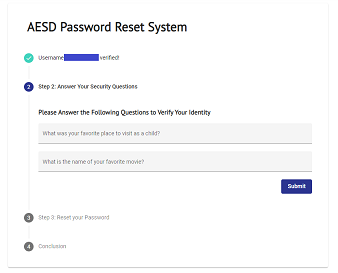 AESD Password Reset System
Username verified!
2 Step 2: Answer Your Security Questions
Please Answer the Following Questions to Verify Your Identity
What was your favorite place to visit as a child?
What is the name of your favorite movie?
Submit
3 Step 3: Reset your Password
4 Conclusion